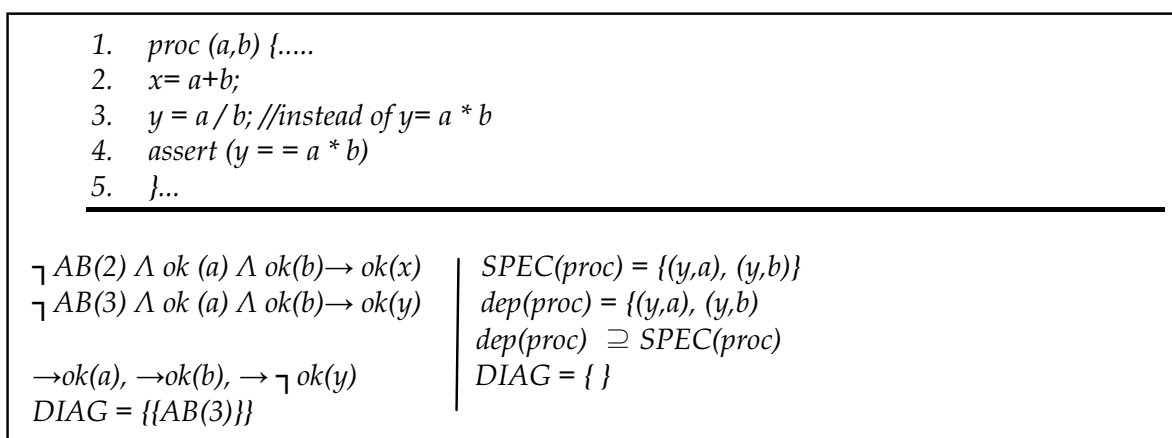 1. proc (a,b) {.....
2. x= a+b;
3. y = a / b; //instead of y= a * b
4. assert (y = = a * b)
5. }...
┐AB(2) Λ ok (a) Λ ok(b)→ ok(x)
┐AB(3) Λ ok (a) Λ ok(b)→ ok(y)
→ok(a), →ok(b), → ┐ok(y)
DIAG = {{AB(3)}}
SPEC(proc) = {(y,a), (y,b)}
dep(proc) = {(y,a), (y,b)
dep(proc) ⊇ SPEC(proc)
DIAG = { }